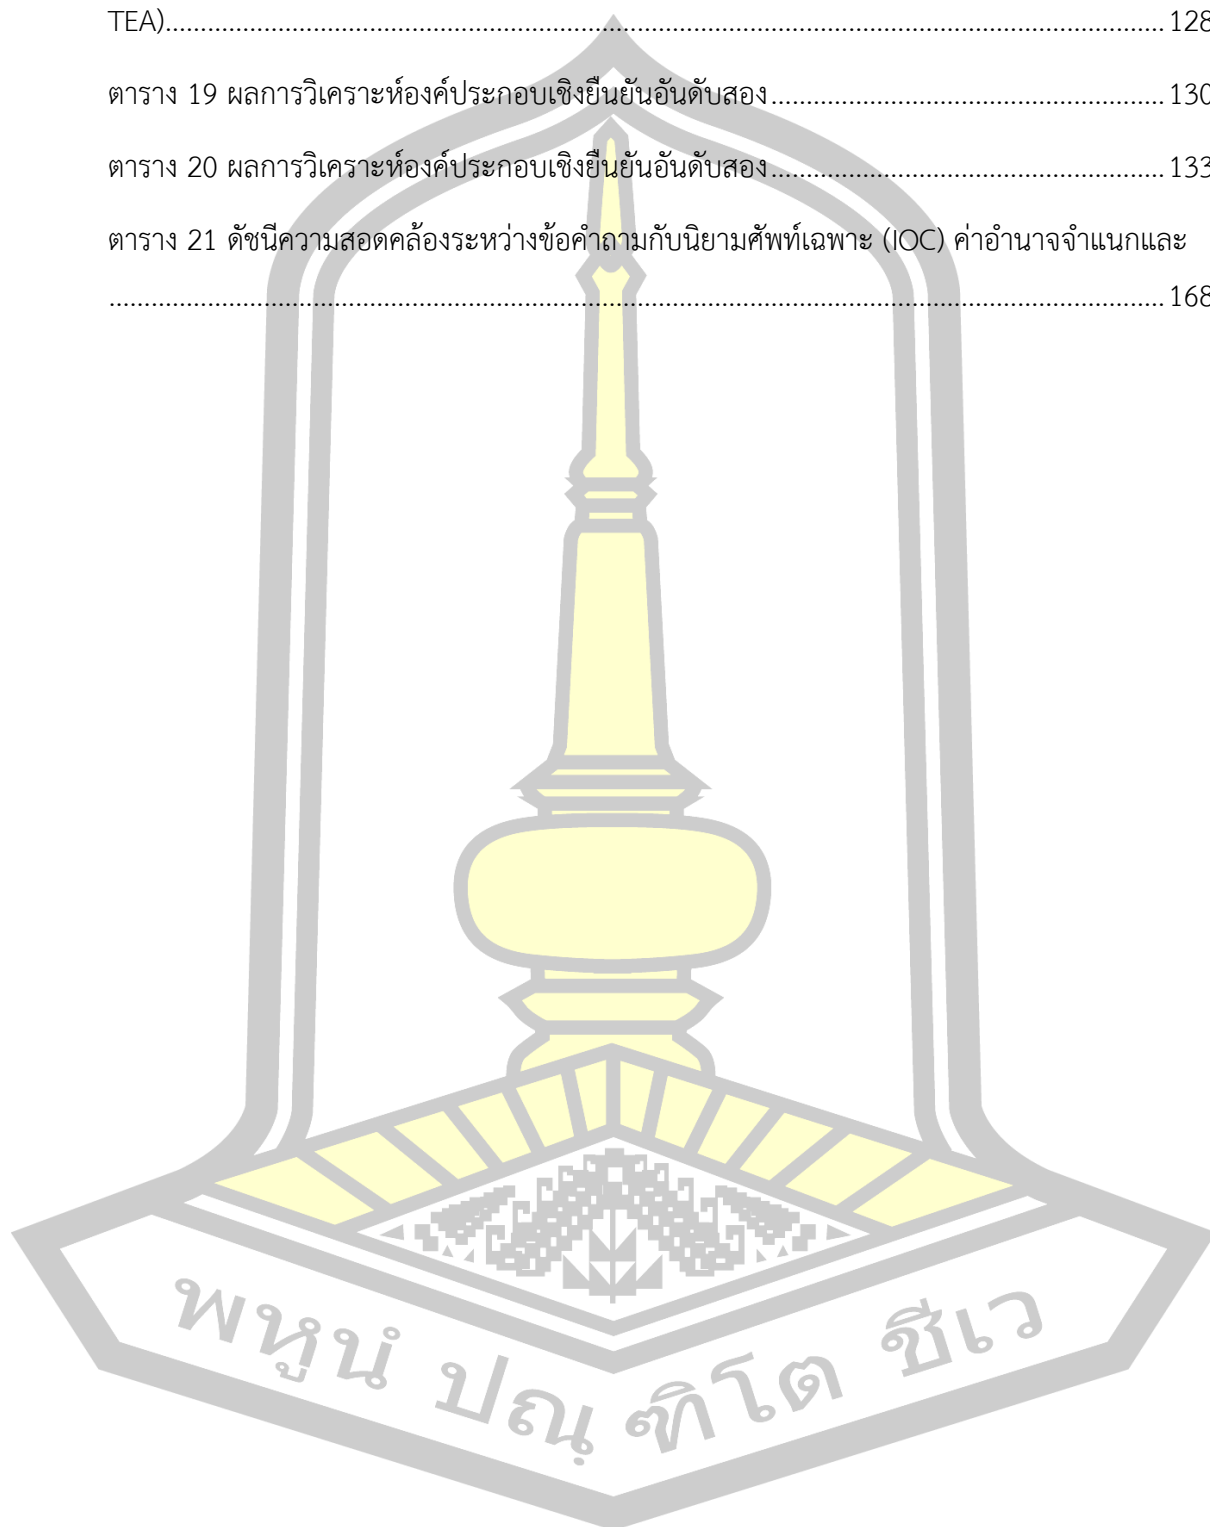 TEA)............................................................................................................................................. 128
ตาราง 19 ผลการวิเคราะห์องค์ประกอบเชิงยืนยันอันดับสอง........................................................ 130
ตาราง 20 ผลการวิเคราะห์องค์ประกอบเชิงยืนยันอันดับสอง........................................................ 133
ตาราง 21 ดัชนีความสอดคล้องระหว่างข้อคำถามกับนิยามศัพท์เฉพาะ (IOC) ค่าอำนาจจำแนกและ
..................................................................................................................................................... 168
พหูนํ ปณฺฑิโต ชีเว